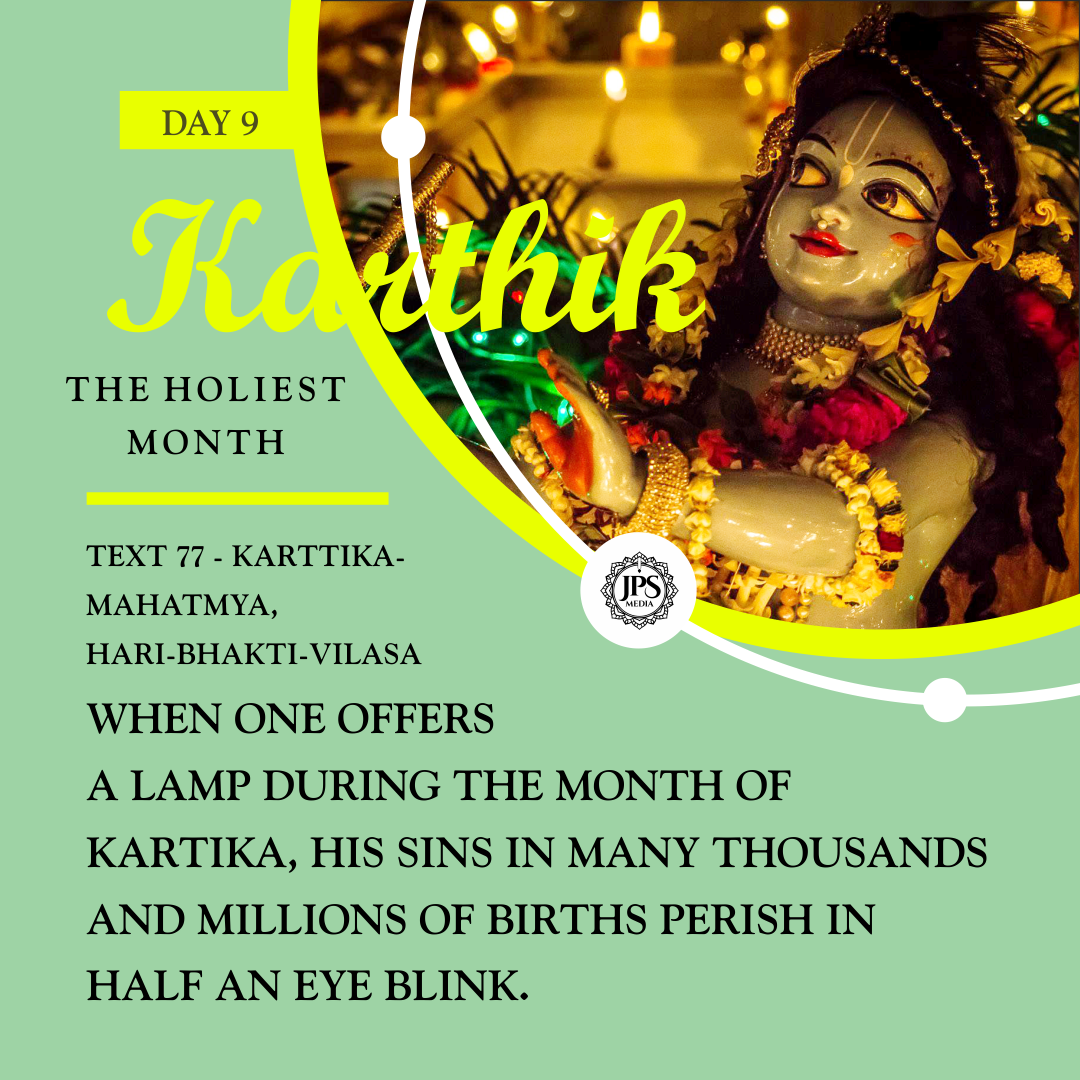 DAY 9
Karthik
THE HOLIEST
MONTH
TEXT 77 - KARTTIKA-
MAHATMYA,
HARI-BHAKTI-VILASA
JPS
MEDIA
WHEN ONE OFFERS
A LAMP DURING THE MONTH OF
KARTIKA, HIS SINS IN MANY THOUSANDS
AND MILLIONS OF BIRTHS PERISH IN
HALF AN EYE BLINK.